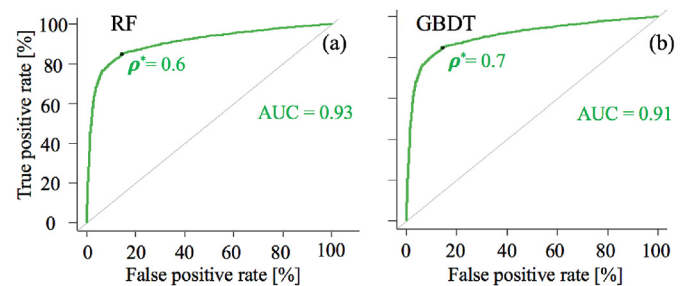 RF
(a)
True positive rate [%]
100
80
60
40
20
0
ρ*= 0.6
AUC = 0.93
0 20 40 60 80 100
False positive rate [%]
GBDT
(b)
ρ*= 0.7
AUC = 0.91
0 20 40 60 80 100
False positive rate [%]